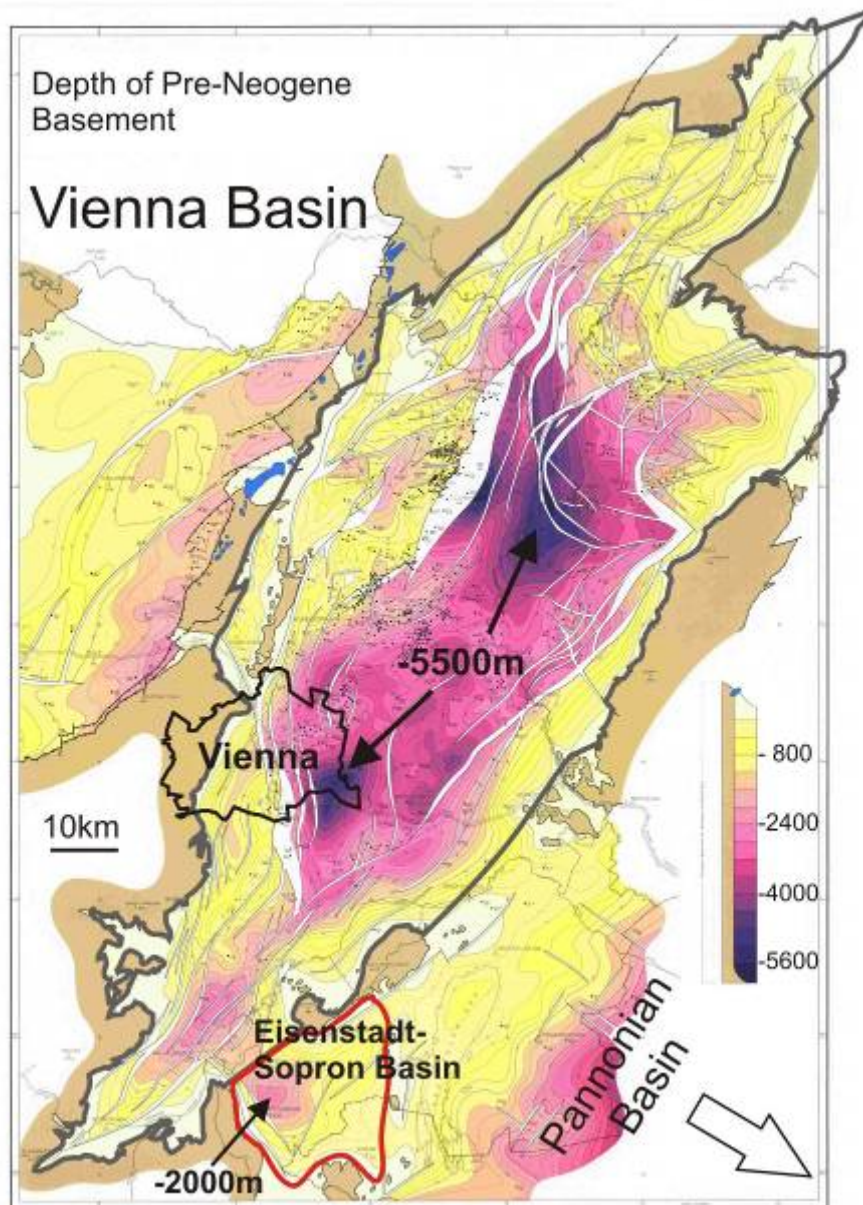 Depth of Pre-Neogene
Basement
Vienna Basin
-5500m
Vienna
10km
- 800
-2400
-4000
-5600
Eisenstadt-
Sopron Basin
Pannonian
Basin
-2000m